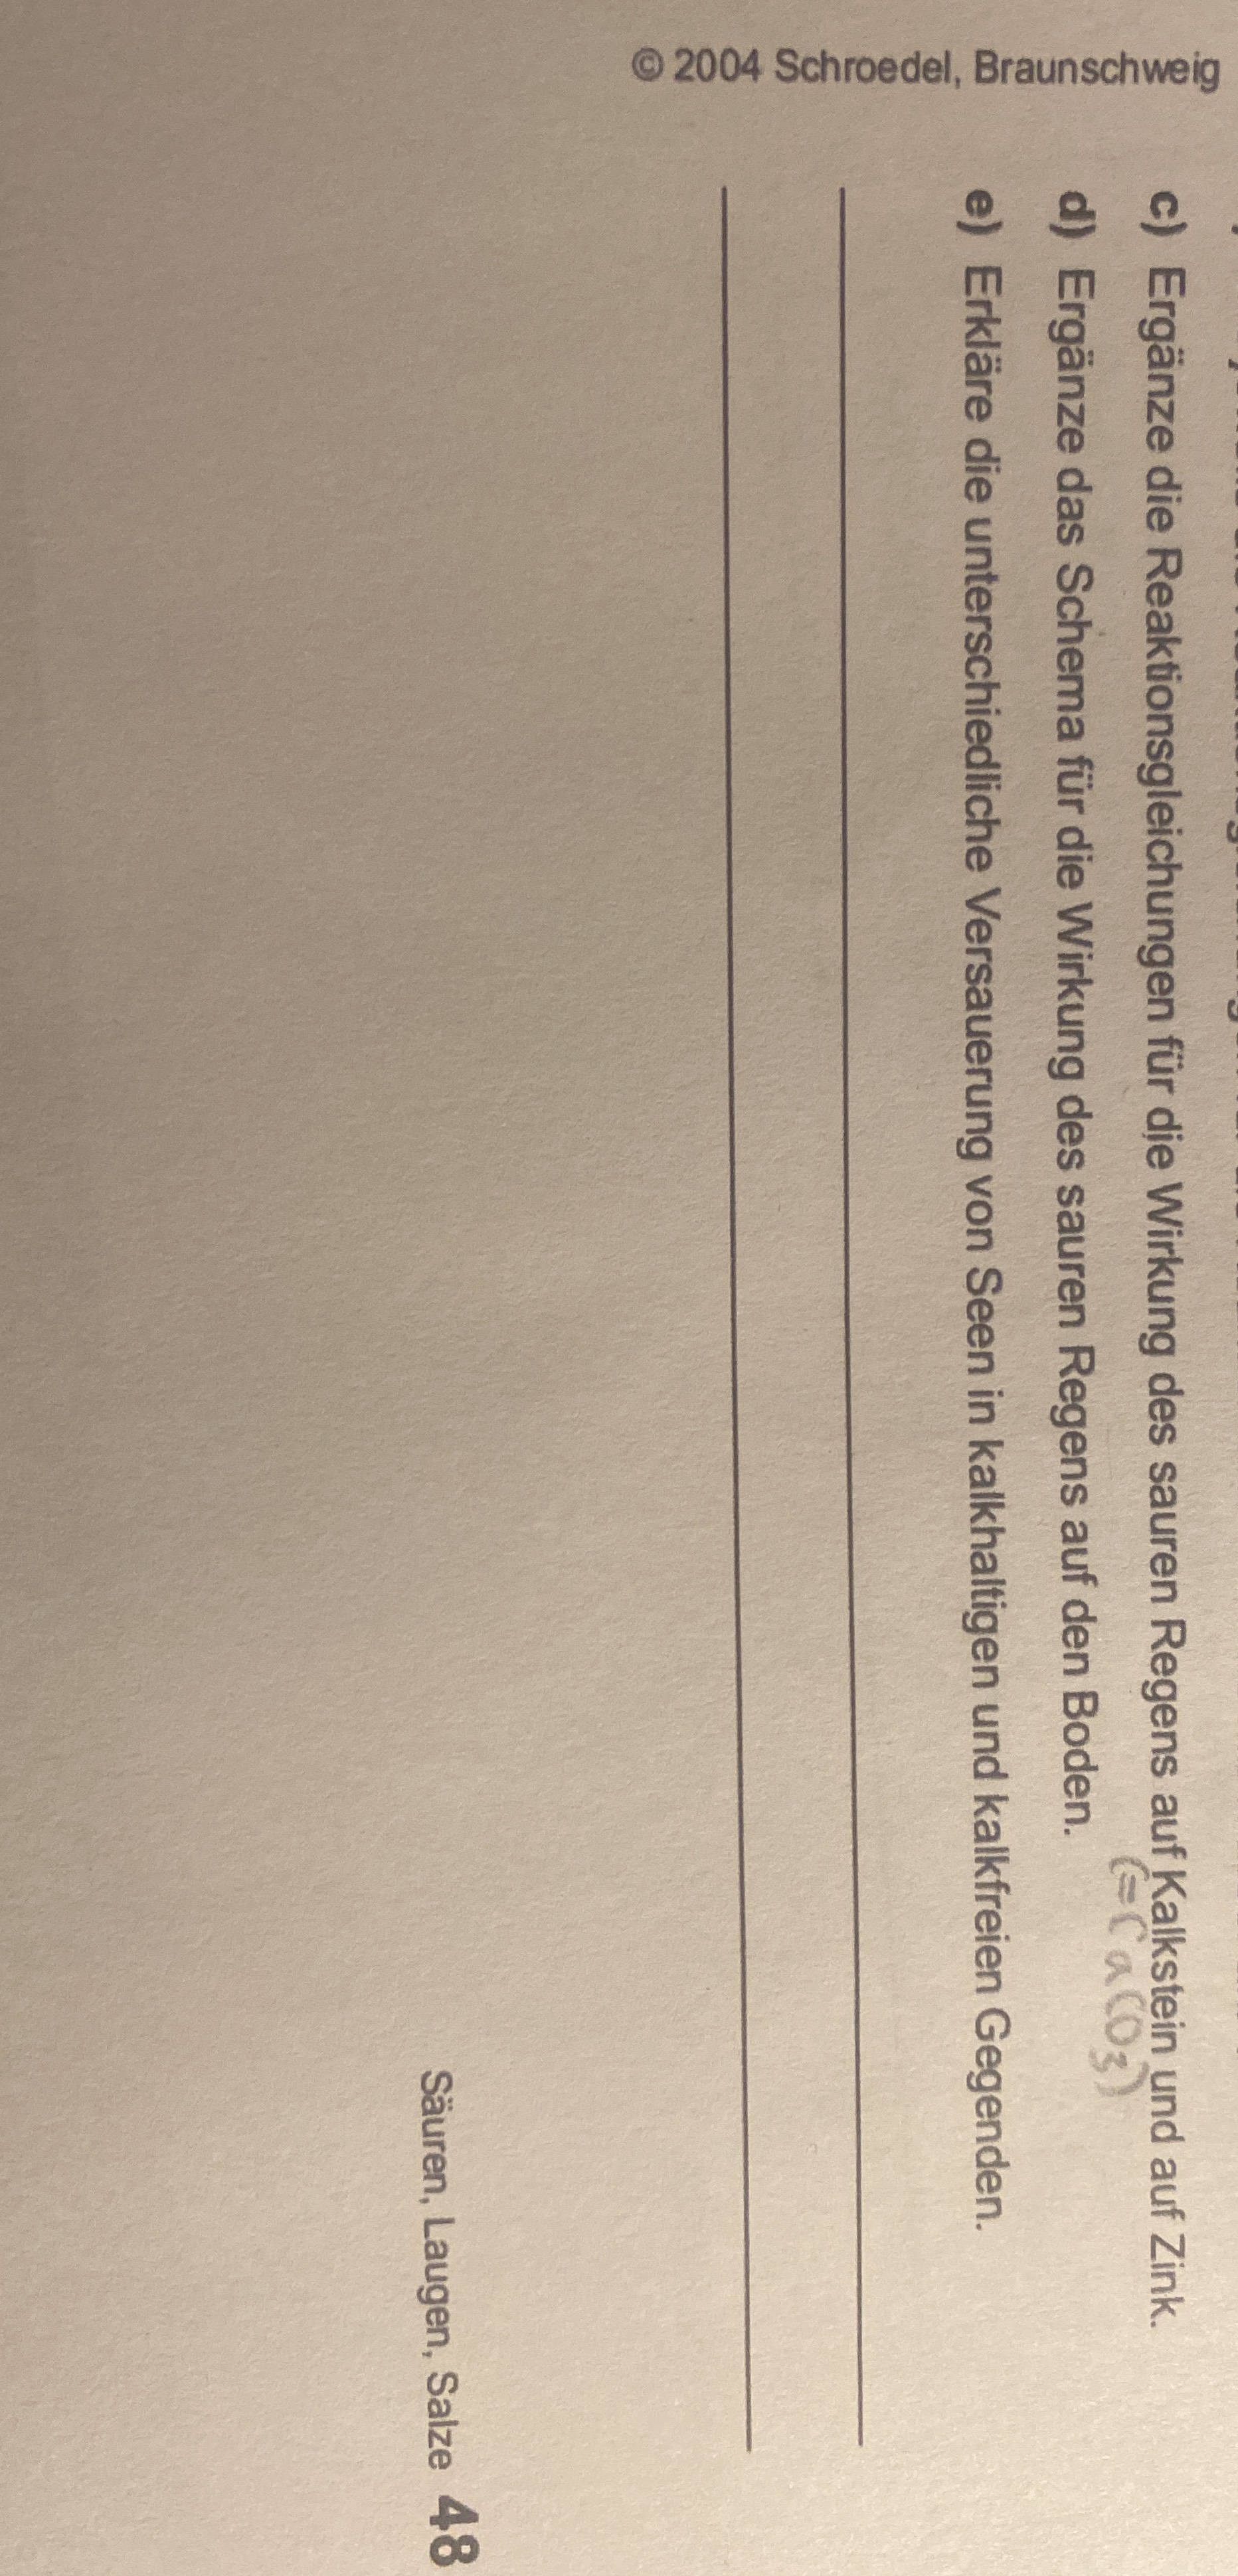 c) Ergänze die Reaktionsgleichungen für die Wirkung des sauren Regens auf Kalkstein und auf Zink.
(=CaCO3)
d) Ergänze das Schema für die Wirkung des sauren Regens auf den Boden.
e) Erkläre die unterschiedliche Versauerung von Seen in kalkhaltigen und kalkfreien Gegenden.
© 2004 Schroedel, Braunschweig
Säuren, Laugen, Salze 48